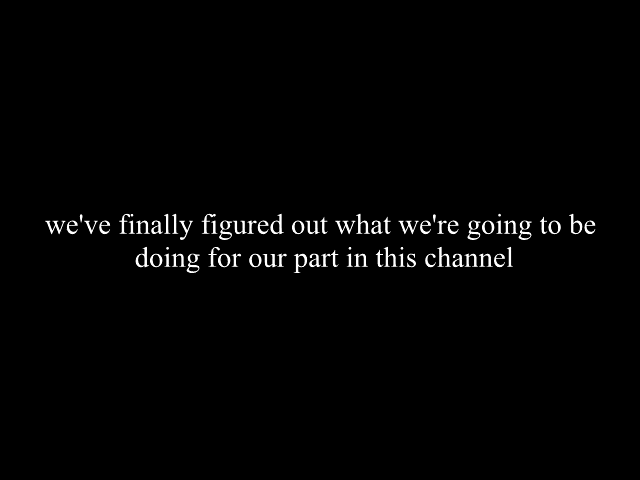 we've finally figured out what we're going to be
doing for our part in this channel